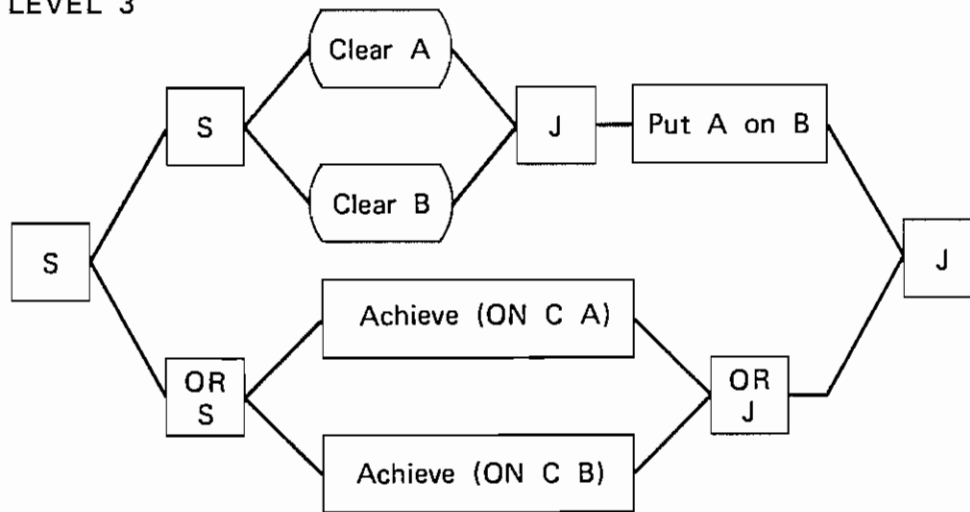 LEVEL 3
Clear A
S
J
Put A on B
Clear B
S
J
Achieve (ON C A)
OR
S
OR
J
Achieve (ON C B)